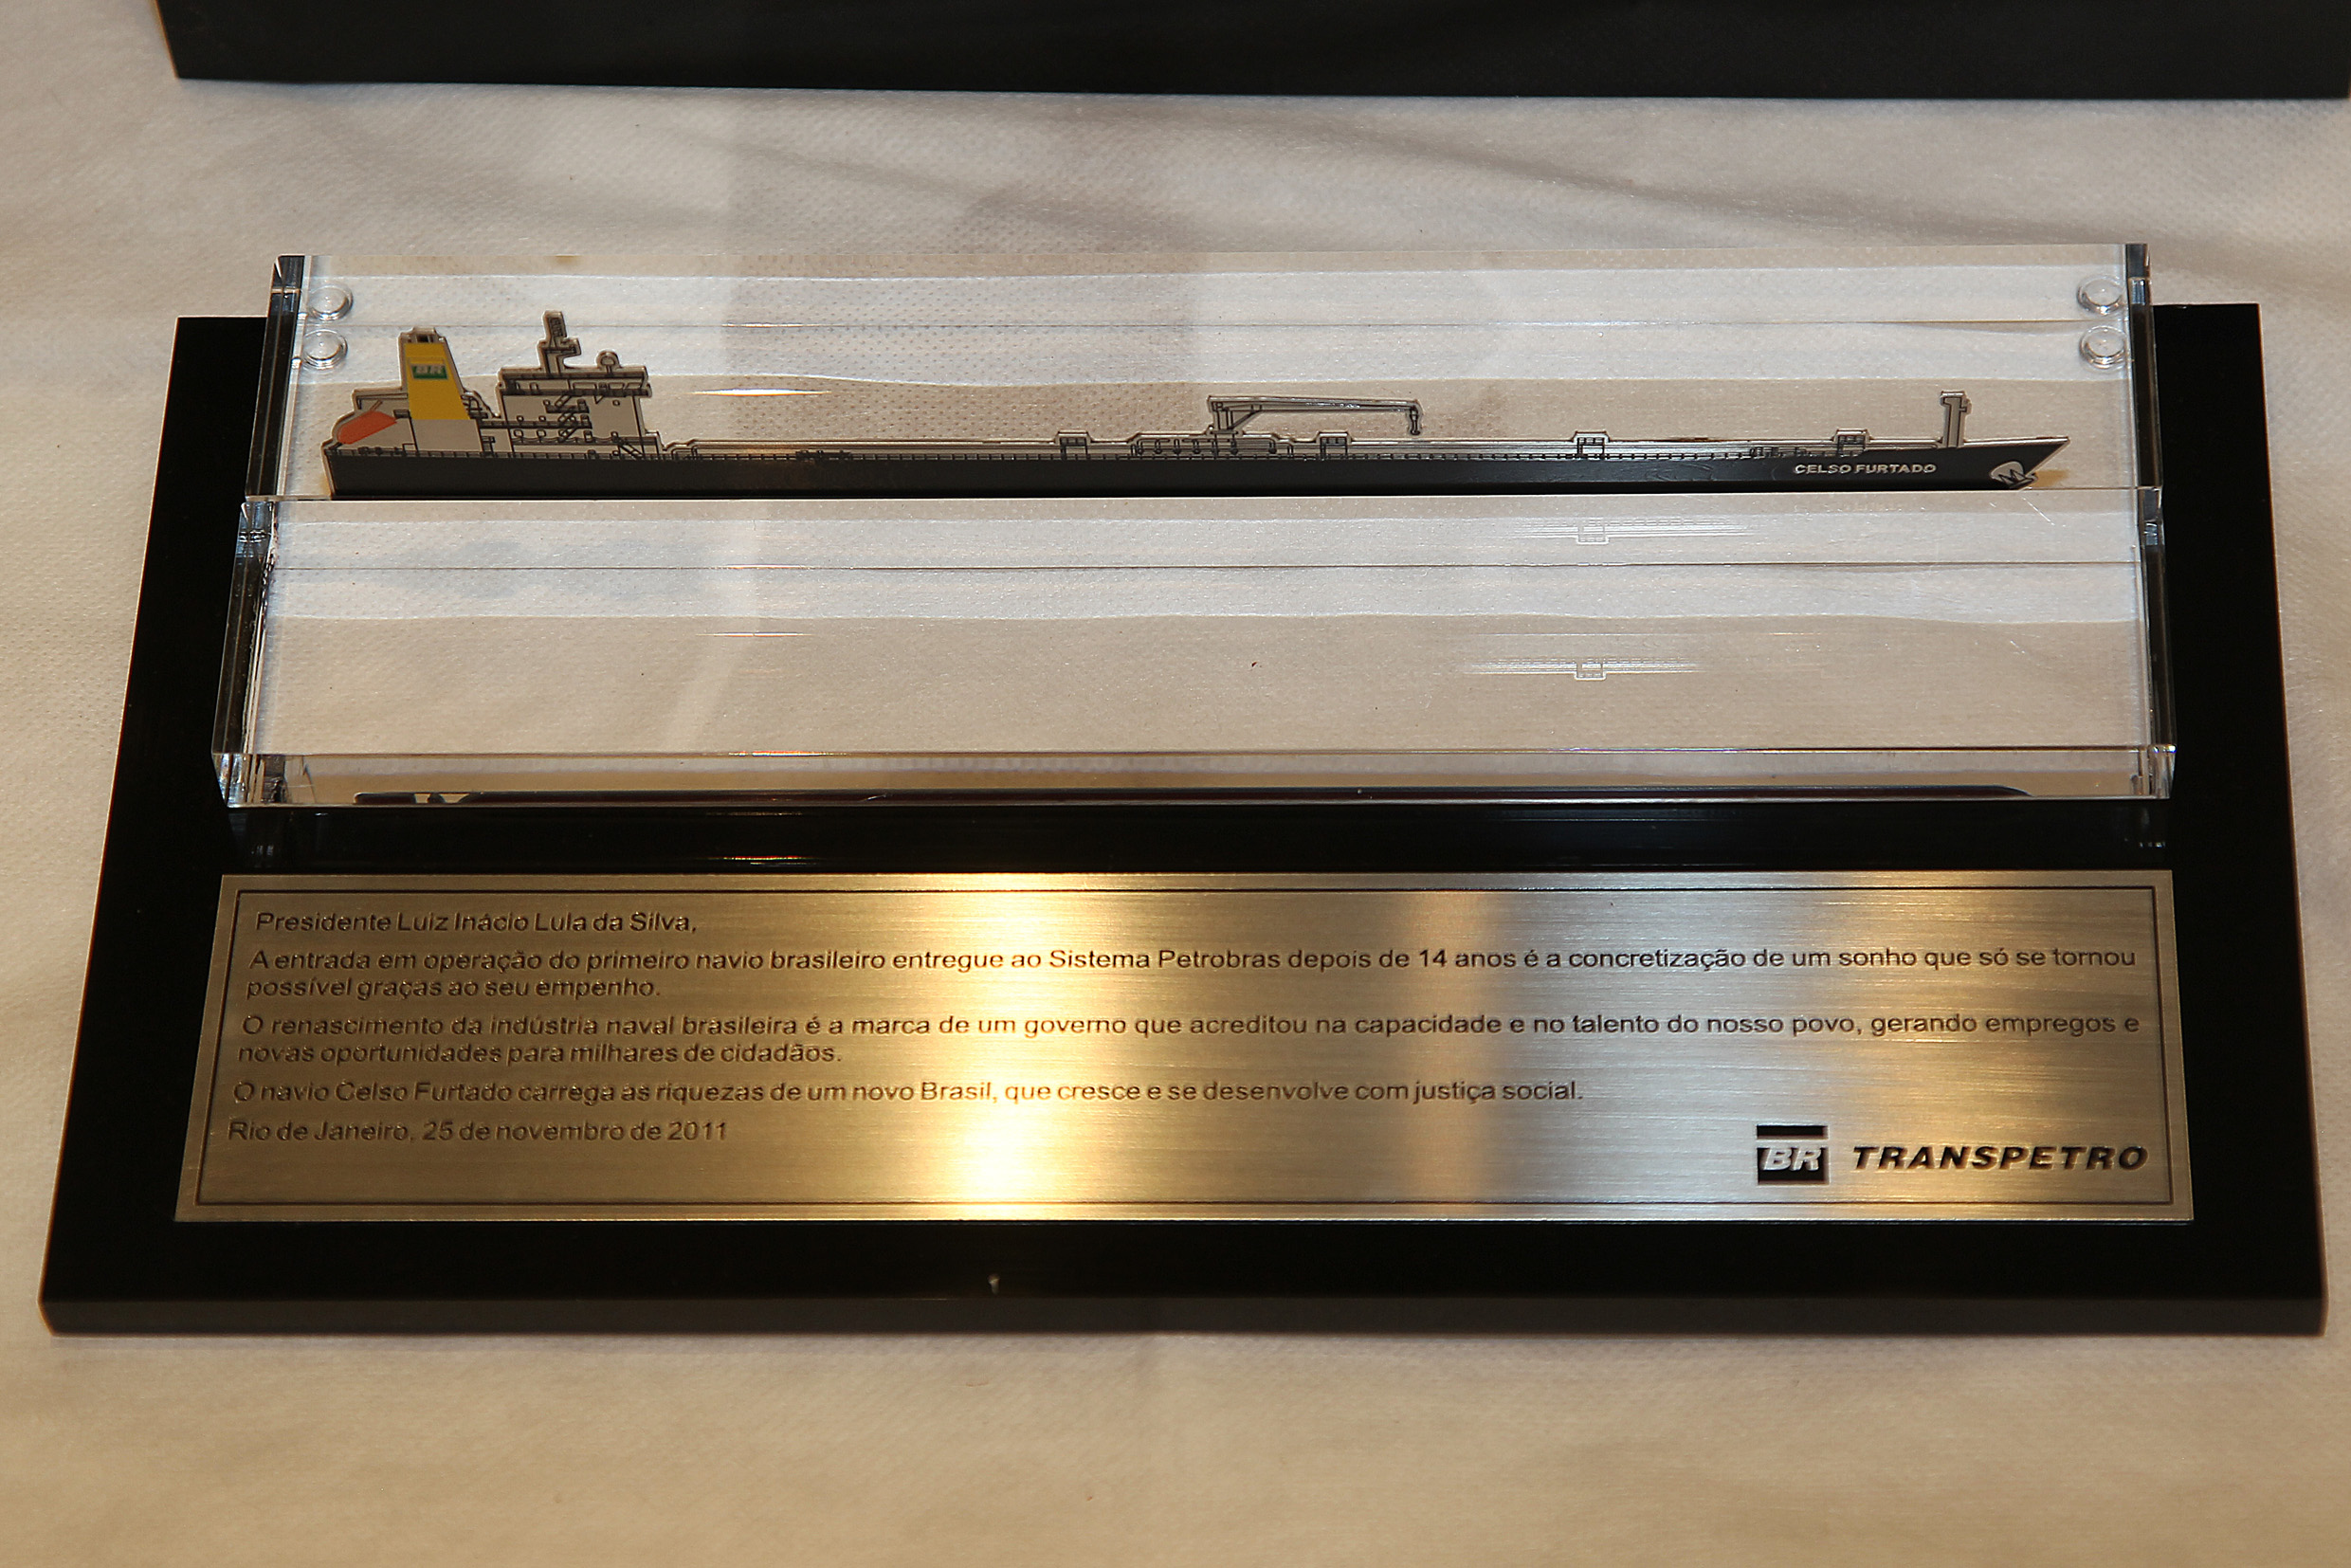 BR
CELSO FURTADO
Presidente Luiz Inácio Lula da Silva,
A entrada em operação do primeiro navio brasileiro entregue ao Sistema Petrobras depois de 14 anos é a concretização de um sonho que só se tornou
possível graças ao seu empenho.
O renascimento da indústria naval brasileira é a marca de um governo que acreditou na capacidade e no talento do nosso povo, gerando empregos e
novas oportunidades para milhares de cidadãos.
O navio Celso Furtado carrega as riquezas de um novo Brasil, que cresce e se desenvolve com justiça social.
Rio de Janeiro, 25 de novembro de 2011
BR TRANSPETRO